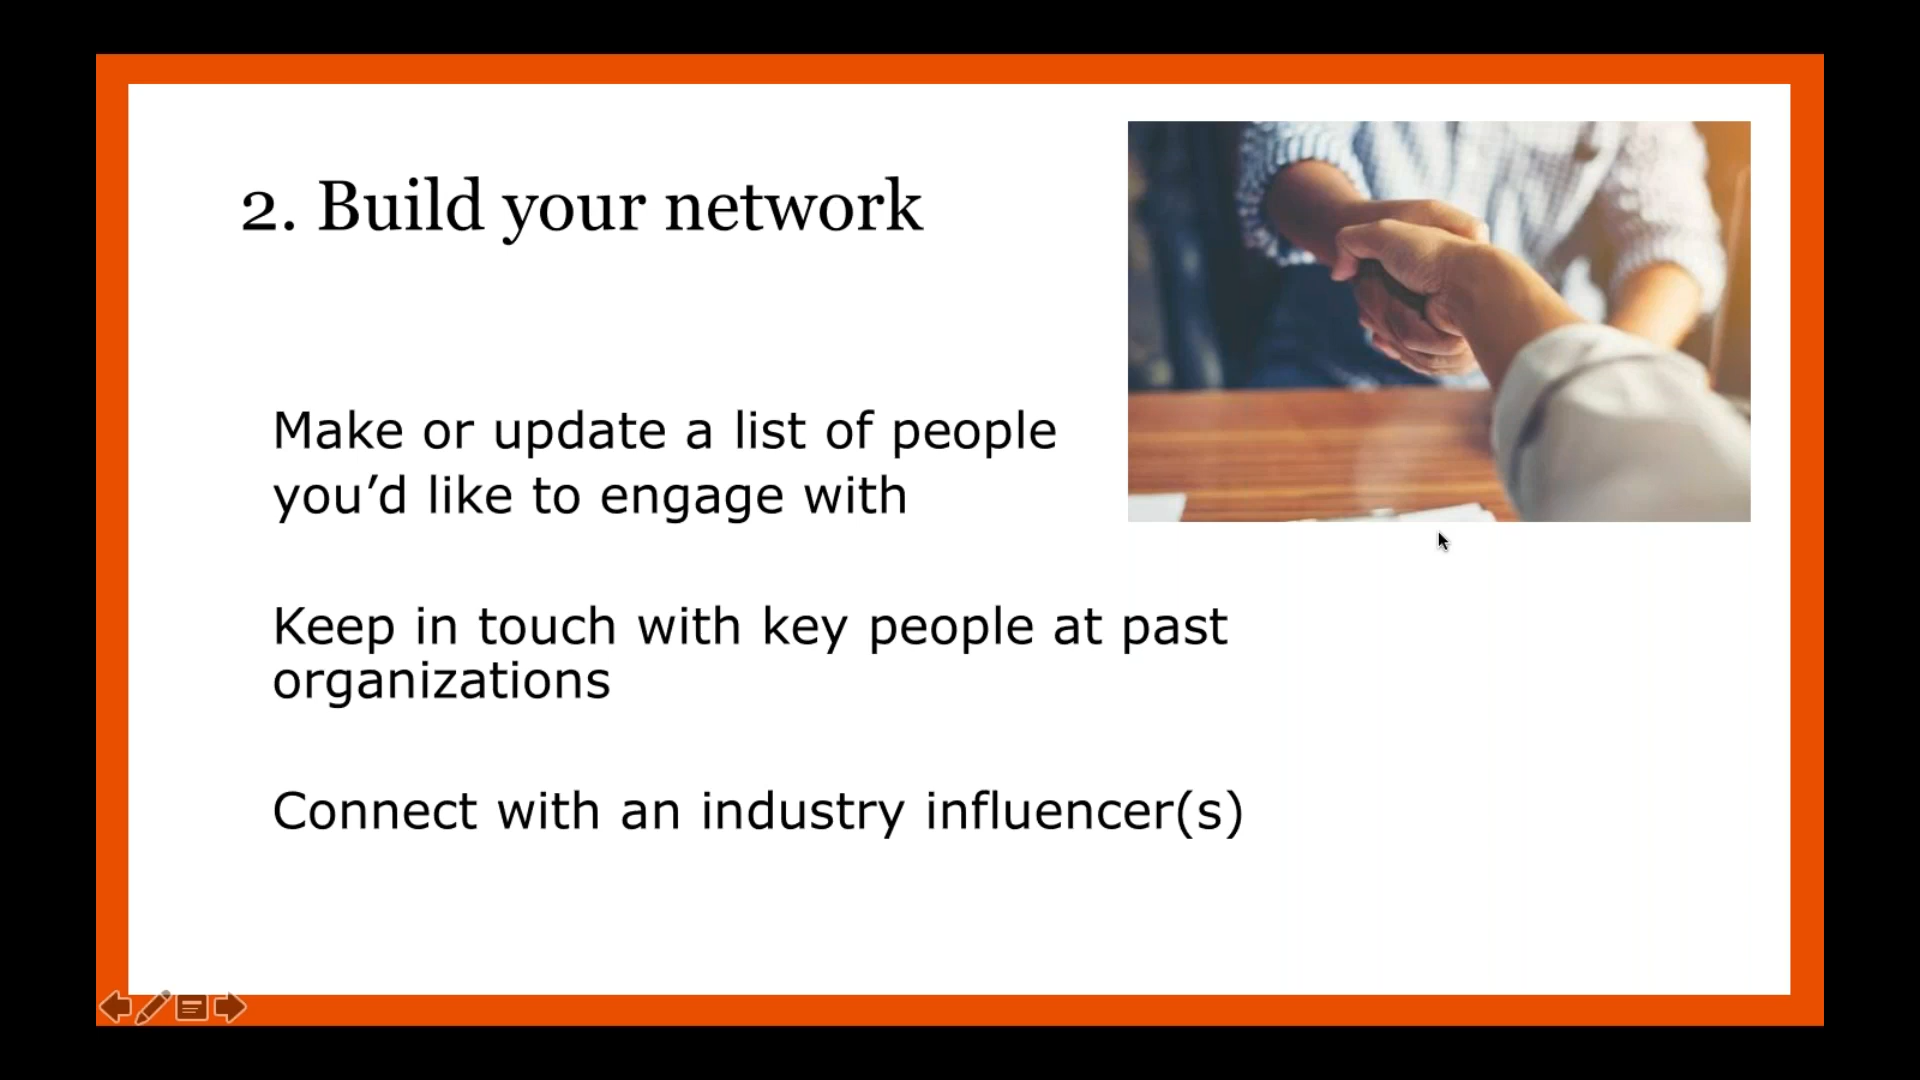 2. Build your network
Make or update a list of people
you’d like to engage with
Keep in touch with key people at past
organizations
Connect with an industry influencer(s)